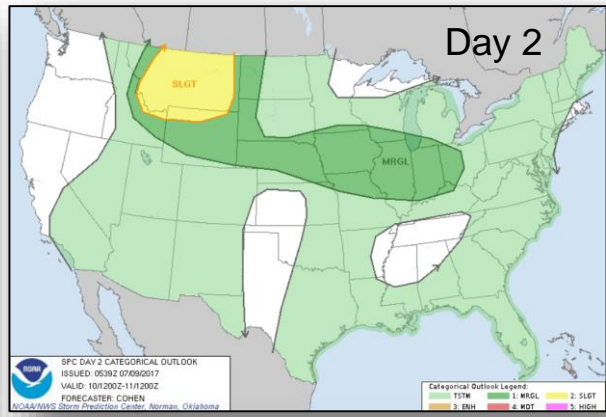 Day 2
SLGT
MRGL
NOAA
SPC DAY 2 CATEGORICAL OUTLOOK
ISSUED: 0539Z 07/09/2017
VALID: 10/1200Z-11/1200Z
FORECASTER: COHEN
NOAA/NWS Storm Prediction Center, Norman, Oklahoma
Categorical Outlook Legend:
TSTM 1: MRGL 2: SLGT
3: ENH 4: MDT 5: HIGH